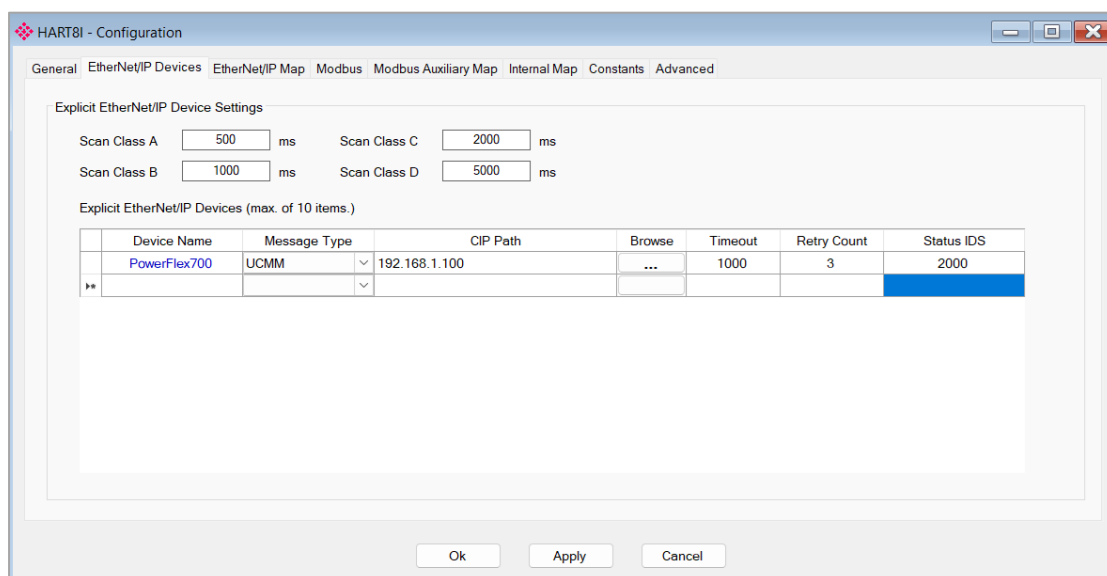 HART8I - Configuration
General EtherNet/IP Devices EtherNet/IP Map Modbus Modbus Auxiliary Map Internal Map Constants Advanced
Explicit EtherNet/IP Device Settings
Scan Class A 500 ms Scan Class C 2000 ms
Scan Class B 1000 ms Scan Class D 5000 ms
Explicit EtherNet/IP Devices (max. of 10 items.)
Device Name Message Type CIP Path Browse Timeout Retry Count Status IDS
PowerFlex700 UCMM 192.168.1.100 ... 1000 3 2000
Ok Apply Cancel